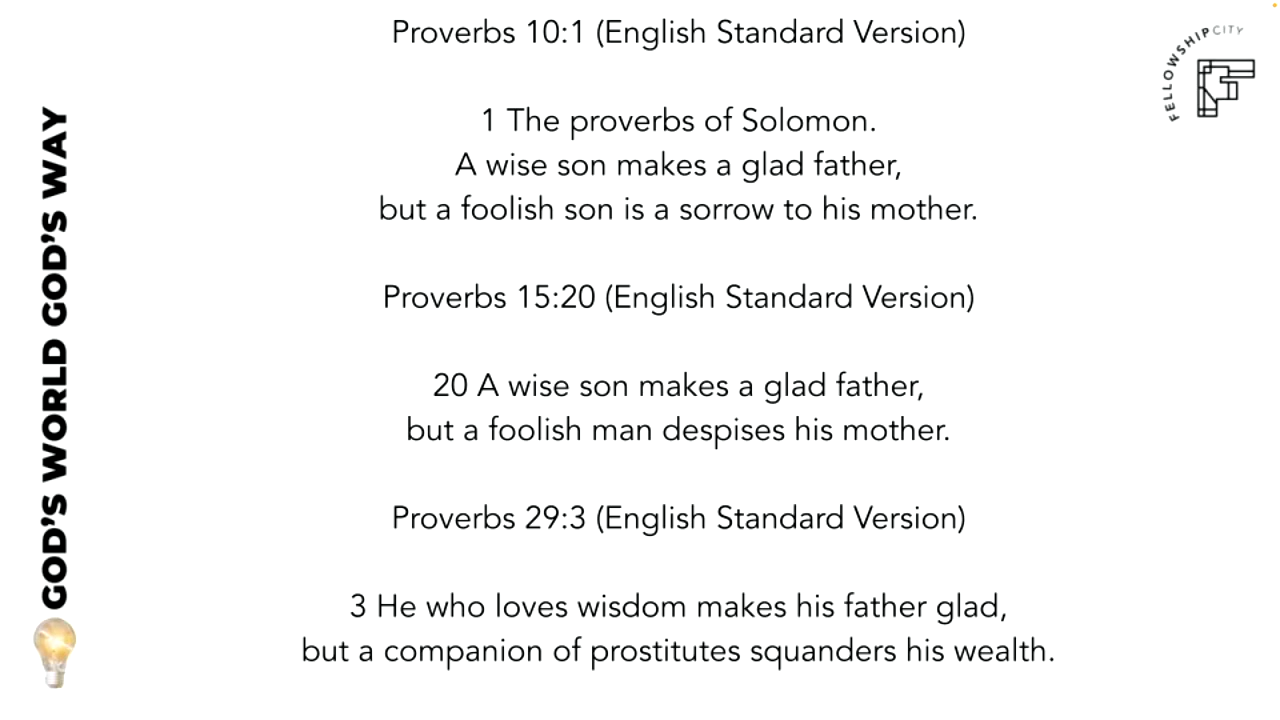 Proverbs 10:1 (English Standard Version)
1 The proverbs of Solomon.
A wise son makes a glad father,
but a foolish son is a sorrow to his mother.
Proverbs 15:20 (English Standard Version)
20 A wise son makes a glad father,
but a foolish man despises his mother.
Proverbs 29:3 (English Standard Version)
3 He who loves wisdom makes his father glad,
but a companion of prostitutes squanders his wealth.
GOD'S WORLD GOD'S WAY
FELLOWSHIPCITY